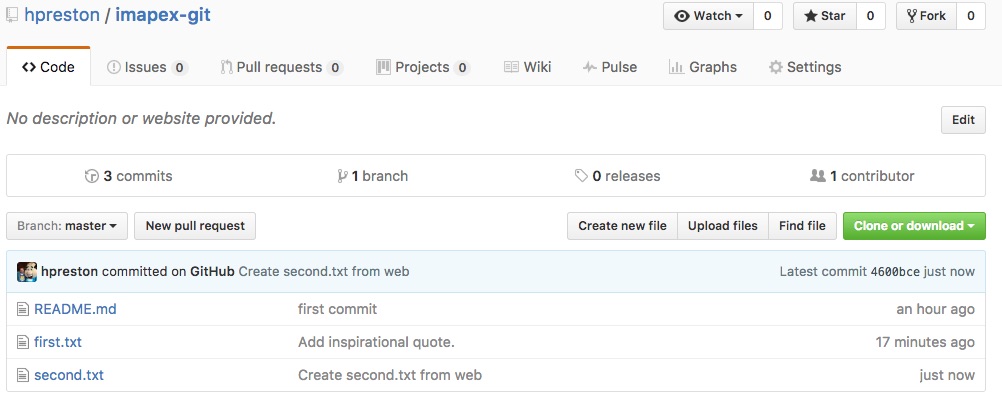 hpreston / imapex-git
Watch 0 Star 0 Fork 0
Code Issues 0 Pull requests 0 Projects 0 Wiki Pulse Graphs Settings
No description or website provided.
Edit
3 commits 1 branch 0 releases 1 contributor
Branch: master New pull request Create new file Upload files Find file Clone or download
hpreston committed on GitHub Create second.txt from web Latest commit 4600bce just now
README.md first commit an hour ago
first.txt Add inspirational quote. 17 minutes ago
second.txt Create second.txt from web just now